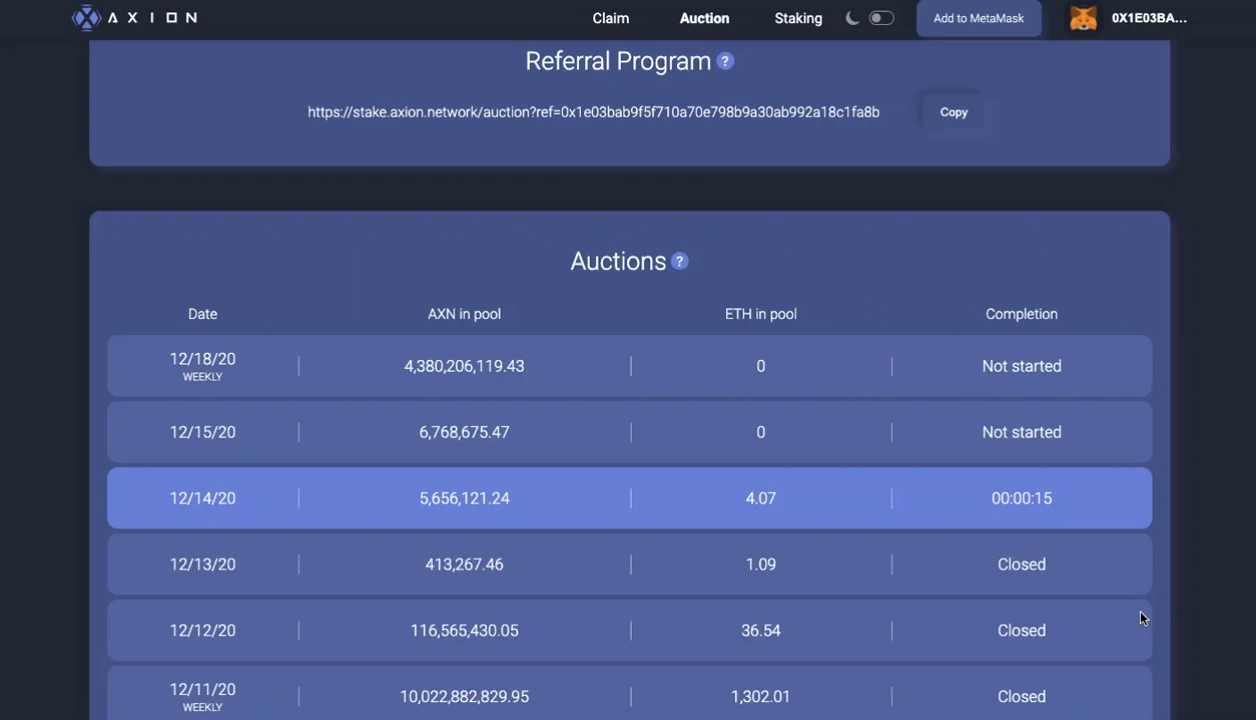 AXION Claim Auction Staking Add to MetaMask 0X1E03BA...
Referral Program ?
https://stake.axion.network/auction?ref=0x1e03bab9f5f710a70e798b9a30ab992a18c1fa8b Copy
Auctions ?
Date AXN in pool ETH in pool Completion
12/18/20 4,380,206,119.43 0 Not started
WEEKLY
12/15/20 6,768,675.47 0 Not started
12/14/20 5,656,121.24 4.07 00:00:15
12/13/20 413,267.46 1.09 Closed
12/12/20 116,565,430.05 36.54 Closed
12/11/20 10,022,882,829.95 1,302.01 Closed
WEEKLY